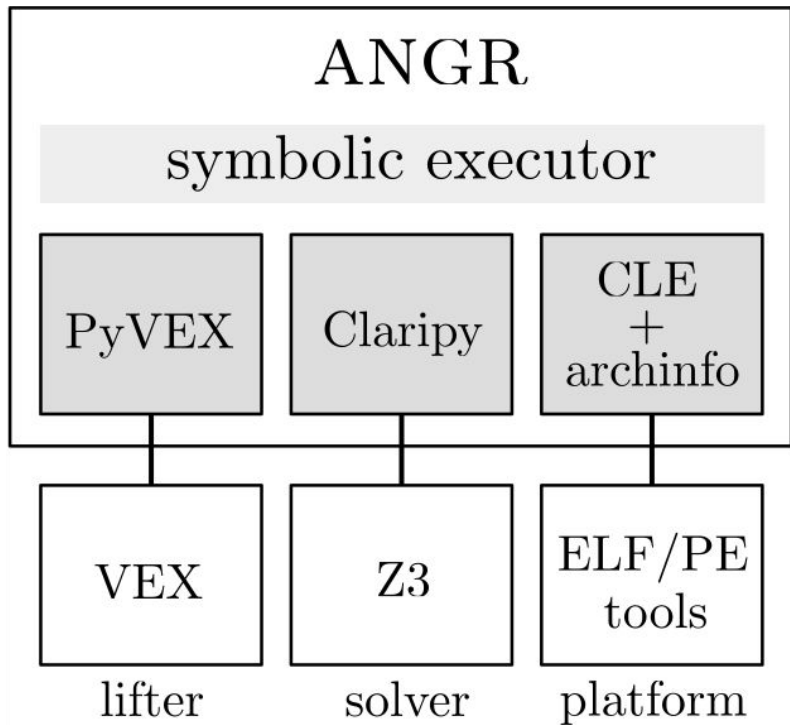 ANGR
symbolic executor
PyVEX
Claripy
CLE
+
archinfo
VEX
Z3
ELF/PE
tools
lifter
solver
platform